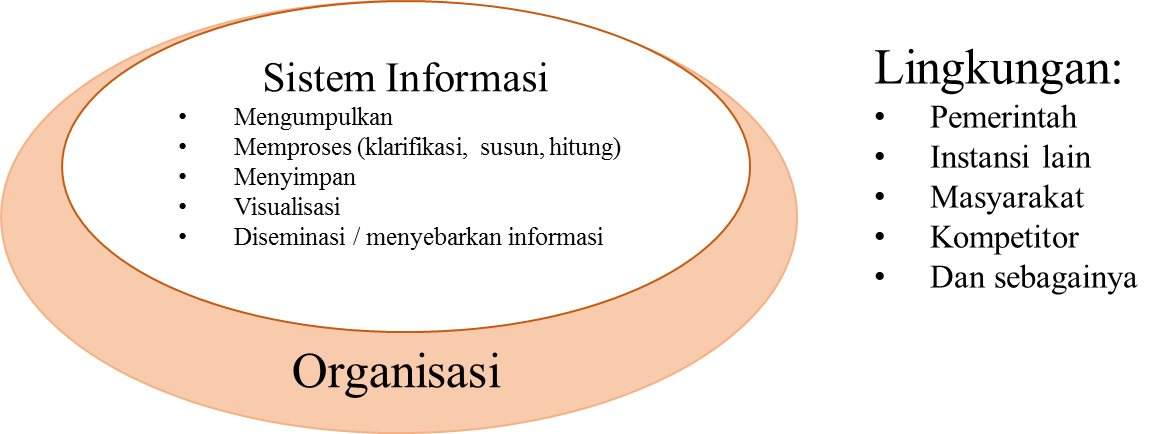 Sistem Informasi
• Mengumpulkan
• Memproses (klarifikasi, susun, hitung)
• Menyimpan
• Visualisasi
• Diseminasi / menyebarkan informasi
Organisasi
Lingkungan:
• Pemerintah
• Instansi lain
• Masyarakat
• Kompetitor
• Dan sebagainya